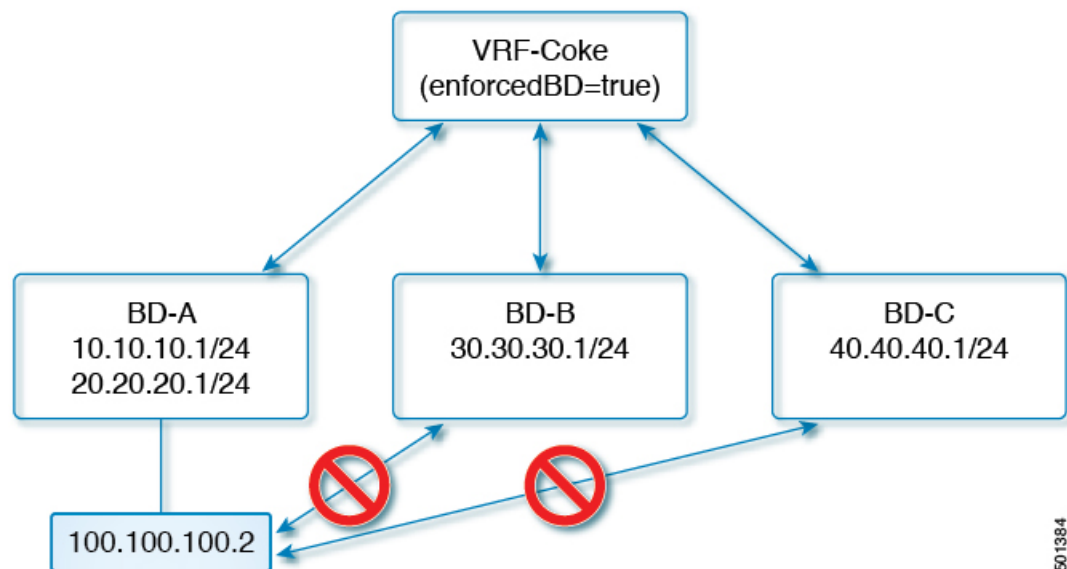 VRF-Coke
(enforcedBD=true)
BD-A
10.10.10.1/24
20.20.20.1/24
BD-B
30.30.30.1/24
BD-C
40.40.40.1/24
100.100.100.2
501384